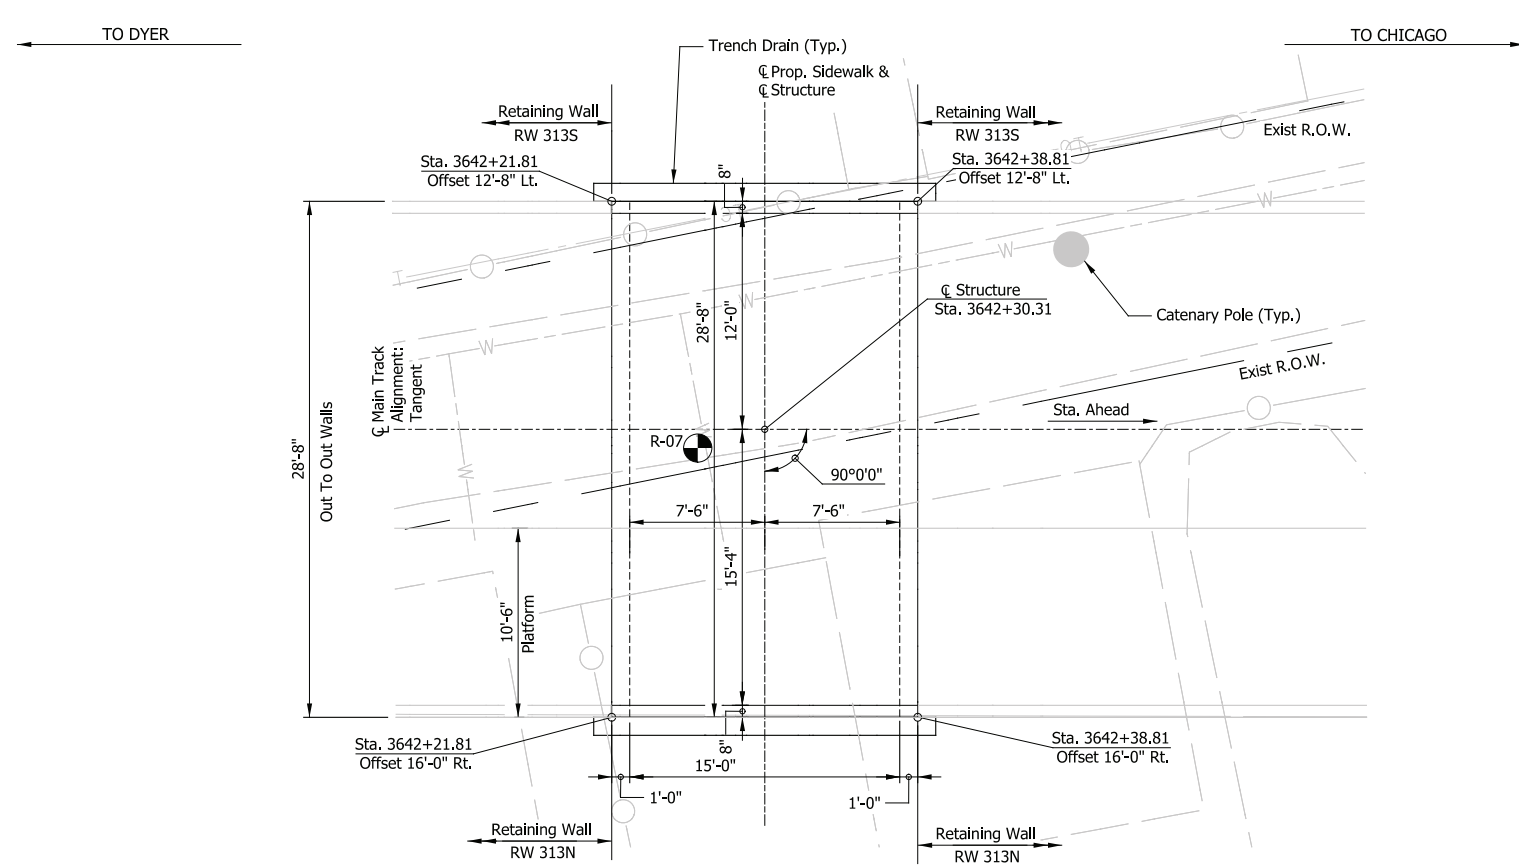 TO DYER
TO CHICAGO
Trench Drain (Typ.)
℄ Prop. Sidewalk &
℄ Structure
Retaining Wall
RW 313S
Retaining Wall
RW 313S
Exist R.O.W.
Sta. 3642+21.81
Offset 12'-8" Lt.
8"
Sta. 3642+38.81
Offset 12'-8" Lt.
W
W
W
W
℄ Structure
Sta. 3642+30.31
Catenary Pole (Typ.)
28'-8"
12'-0"
℄ Main Track
Alignment:
Tangent
Exist R.O.W.
Sta. Ahead
28'-8"
Out To Out Walls
R-07
W
W
90°0'0"
7'-6"
7'-6"
15'-4"
10'-6"
Platform
Sta. 3642+21.81
Offset 16'-0" Rt.
8"
Sta. 3642+38.81
Offset 16'-0" Rt.
15'-0"
1'-0"
1'-0"
Retaining Wall
RW 313N
Retaining Wall
RW 313N